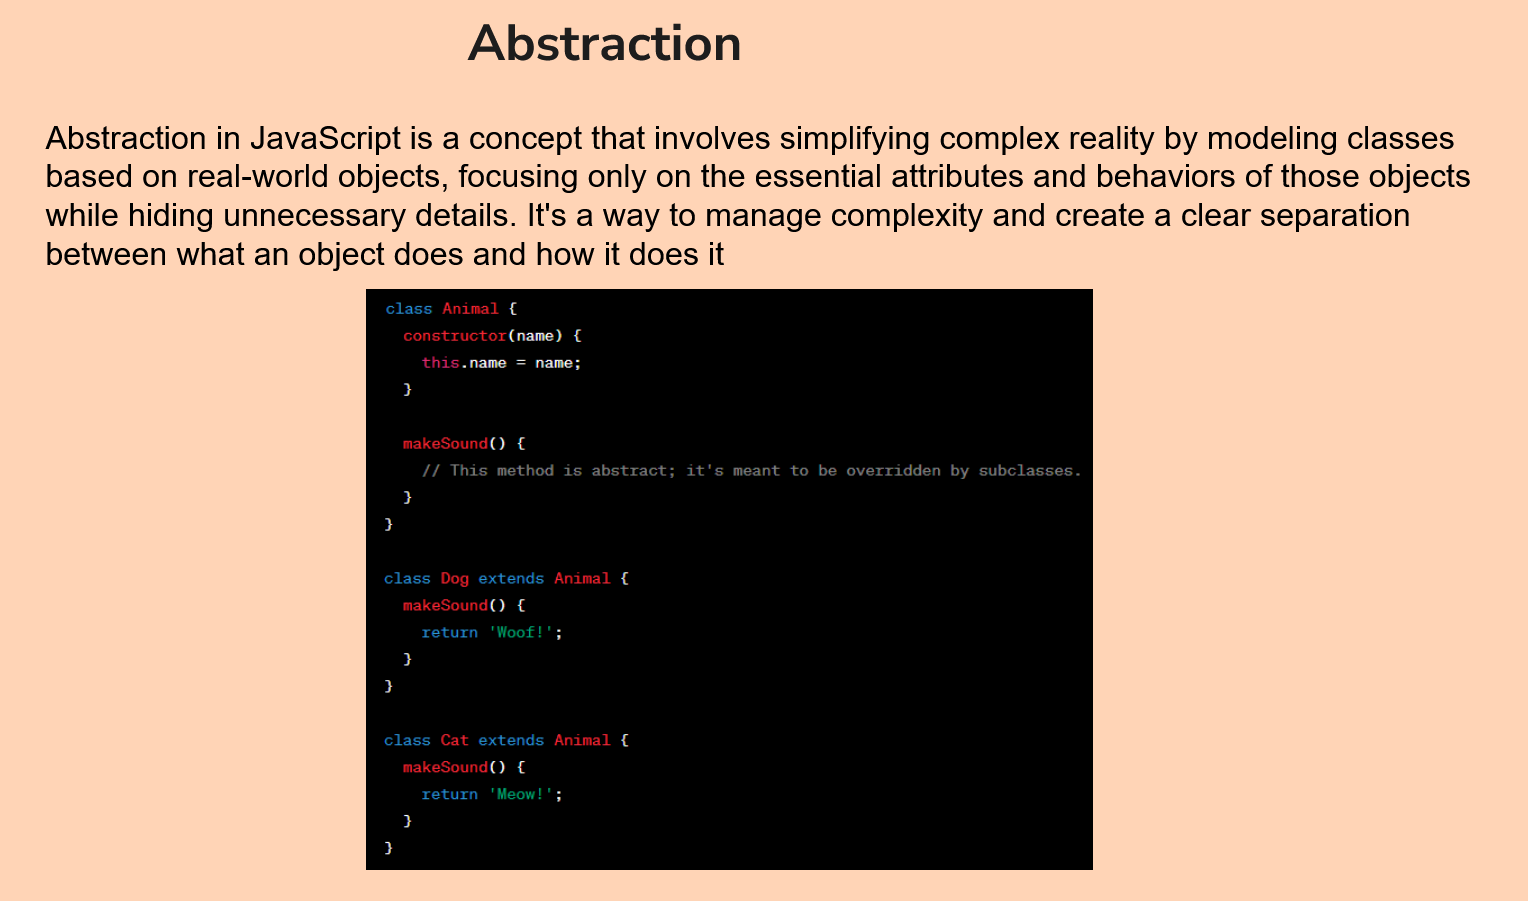 Abstraction
Abstraction in JavaScript is a concept that involves simplifying complex reality by modeling classes
based on real-world objects, focusing only on the essential attributes and behaviors of those objects
while hiding unnecessary details. It's a way to manage complexity and create a clear separation
between what an object does and how it does it
class Animal {
  constructor(name) {
    this.name = name;
  }

  makeSound() {
    // This method is abstract; it's meant to be overridden by subclasses.
  }
}

class Dog extends Animal {
  makeSound() {
    return 'Woof!';
  }
}

class Cat extends Animal {
  makeSound() {
    return 'Meow!';
  }
}